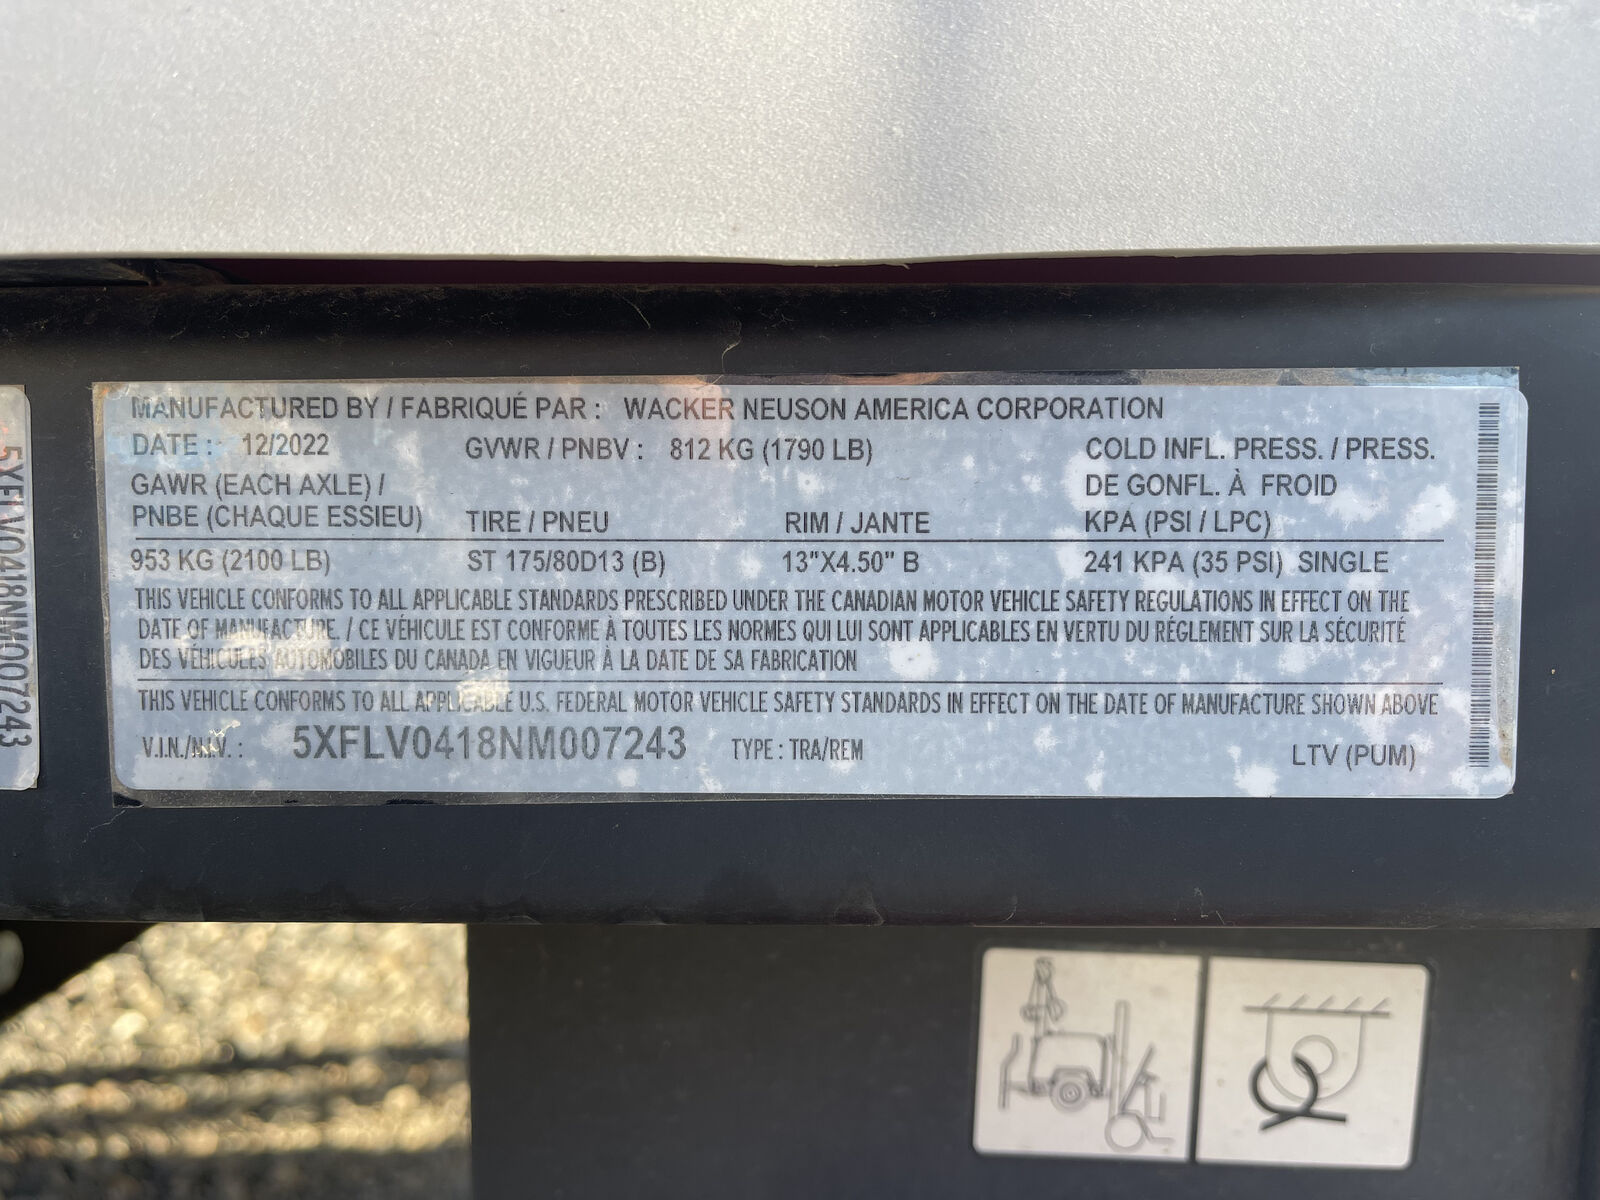 MANUFACTURED BY / FABRIQUÉ PAR : WACKER NEUSON AMERICA CORPORATION
DATE : 12/2022 GVWR / PNBV : 812 KG (1790 LB) COLD INFL. PRESS. / PRESS.
GAWR (EACH AXLE) / DE GONFL. À FROID
PNBE (CHAQUE ESSIEU) TIRE / PNEU RIM / JANTE KPA (PSI / LPC)
953 KG (2100 LB) ST 175/80D13 (B) 13"X4.50" B 241 KPA (35 PSI) SINGLE
THIS VEHICLE CONFORMS TO ALL APPLICABLE STANDARDS PRESCRIBED UNDER THE CANADIAN MOTOR VEHICLE SAFETY REGULATIONS IN EFFECT ON THE
DATE OF MANUFACTURE. / CE VÉHICULE EST CONFORME À TOUTES LES NORMES QUI LUI SONT APPLICABLES EN VERTU DU RÉGLEMENT SUR LA SÉCURITÉ
DES VÉHICULES AUTOMOBILES DU CANADA EN VIGUEUR À LA DATE DE SA FABRICATION
THIS VEHICLE CONFORMS TO ALL APPLICABLE U.S. FEDERAL MOTOR VEHICLE SAFETY STANDARDS IN EFFECT ON THE DATE OF MANUFACTURE SHOWN ABOVE
V.I.N./N.I.V. : 5XFLV0418NM007243 TYPE : TRA/REM LTV (PUM)
5XFLV0418NM007243